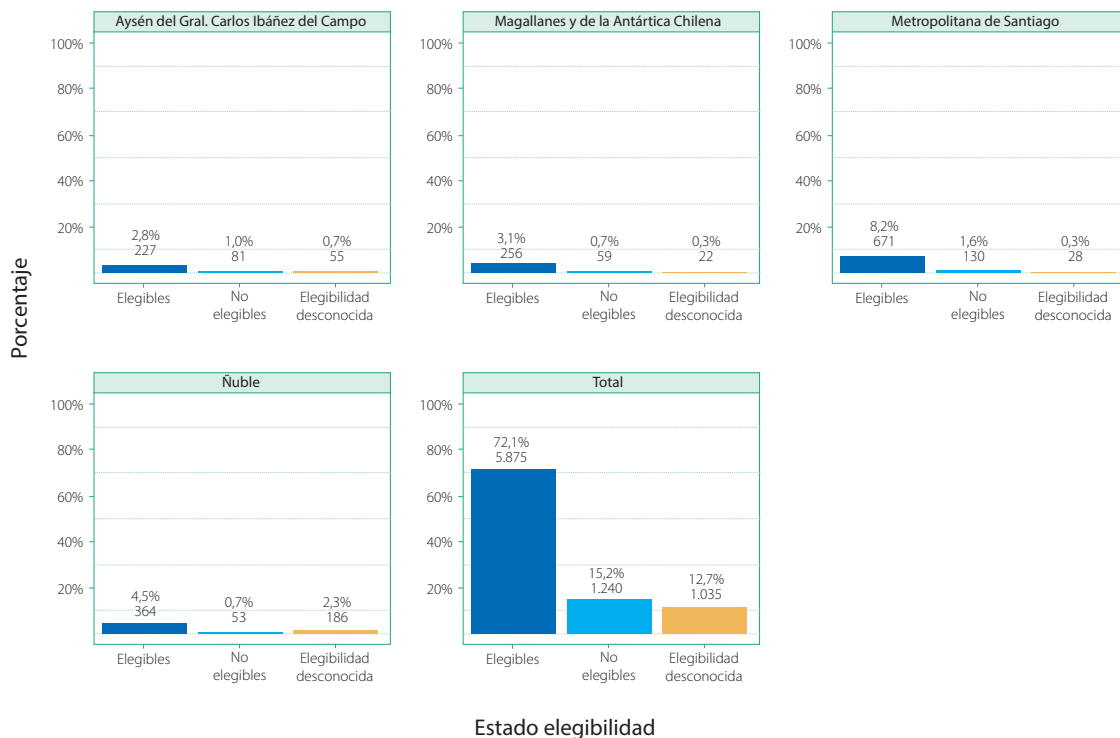 Aysén del Gral. Carlos Ibáñez del Campo
100%
80%
60%
40%
20%
2,8%
227
1,0%
81
0,7%
55
Elegibles
No
elegibles
Elegibilidad
desconocida
Magallanes y de la Antártica Chilena
100%
80%
60%
40%
20%
3,1%
256
0,7%
59
0,3%
22
Elegibles
No
elegibles
Elegibilidad
desconocida
Metropolitana de Santiago
100%
80%
60%
40%
20%
8,2%
671
1,6%
130
0,3%
28
Elegibles
No
elegibles
Elegibilidad
desconocida
Porcentaje
Ñuble
100%
80%
60%
40%
20%
4,5%
364
0,7%
53
2,3%
186
Elegibles
No
elegibles
Elegibilidad
desconocida
Total
100%
80%
60%
40%
20%
72,1%
5.875
15,2%
1.240
12,7%
1.035
Elegibles
No
elegibles
Elegibilidad
desconocida
Estado elegibilidad